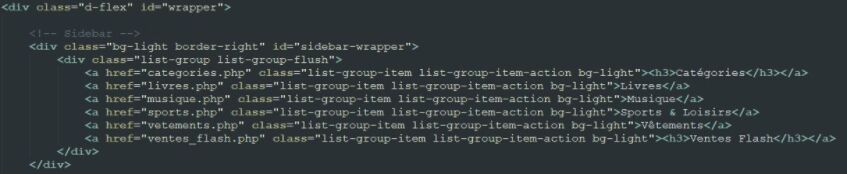 <div class="d-flex" id="wrapper">
<!-- Sidebar -->
<div class="bg-light border-right" id="sidebar-wrapper">
<div class="list-group list-group-flush">
<a href="categories.php" class="list-group-item list-group-item-action bg-light"><h3>Catégories</h3></a>
<a href="livres.php" class="list-group-item list-group-item-action bg-light">Livres</a>
<a href="musique.php" class="list-group-item list-group-item-action bg-light">Musique</a>
<a href="sports.php" class="list-group-item list-group-item-action bg-light">Sports & Loisirs</a>
<a href="vetements.php" class="list-group-item list-group-item-action bg-light">Vêtements</a>
<a href="ventes_flash.php" class="list-group-item list-group-item-action bg-light"><h3>Ventes Flash</h3></a>
</div>
</div>